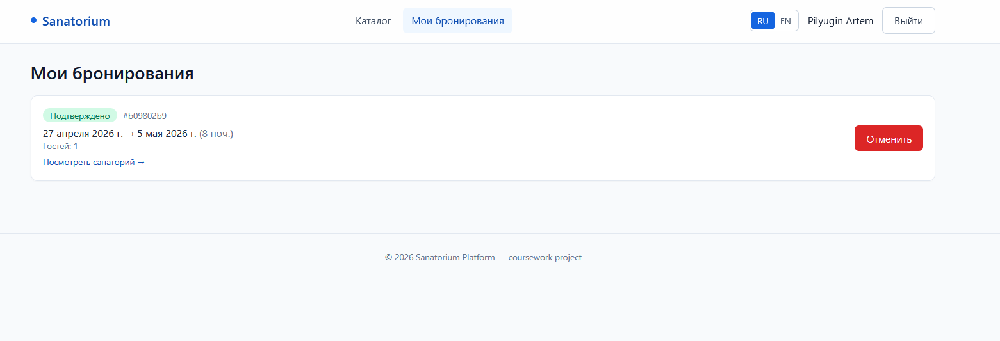 Sanatorium Каталог Мои бронирования RU EN Pilyugin Artem Выйти
Мои бронирования
Подтверждено #b09802b9
27 апреля 2026 г. → 5 мая 2026 г. (8 ноч.)
Гостей: 1
Посмотреть санаторий →
Отменить
© 2026 Sanatorium Platform — coursework project